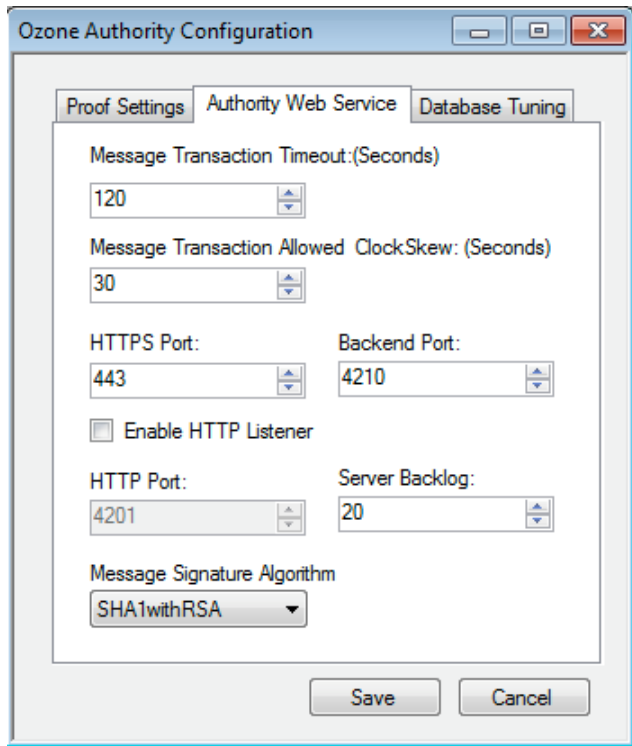 Ozone Authority Configuration
Proof Settings
Authority Web Service
Database Tuning
Message Transaction Timeout:(Seconds)
120
Message Transaction Allowed ClockSkew: (Seconds)
30
HTTPS Port:
Backend Port:
443
4210
Enable HTTP Listener
HTTP Port:
Server Backlog:
4201
20
Message Signature Algorithm
SHA1withRSA
Save
Cancel